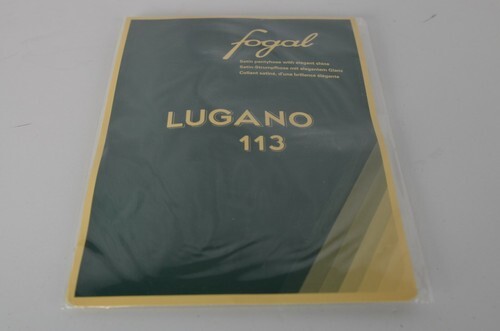 fogal
Satin-pantyhose with elegant shine
Satin-Strumpfhose mit elegantem Glanz
Collant satiné, d'une brillance élégante
LUGANO
113